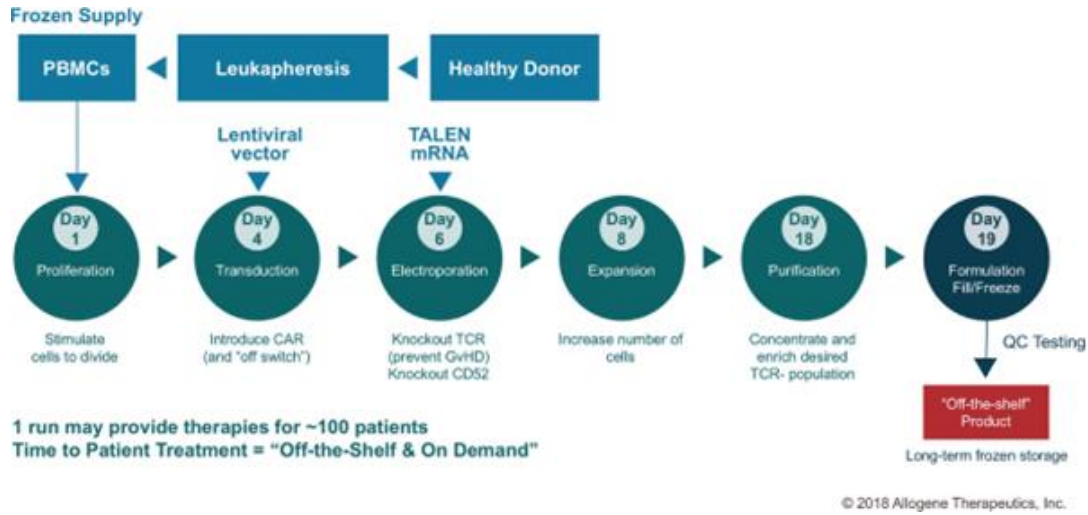 Frozen Supply
PBMCs
Leukapheresis
Healthy Donor
Lentiviral
vector
TALEN
mRNA
Day
1
Proliferation
Day
4
Transduction
Day
6
Electroporation
Day
8
Expansion
Day
18
Purification
Day
19
Formulation
Fill/Freeze
Stimulate
cells to divide
Introduce CAR
(and “off switch”)
Knockout TCR
(prevent GvHD)
Knockout CD52
Increase number of
cells
Concentrate and
enrich desired
TCR- population
QC Testing
"Off-the-shelf"
Product
Long-term frozen storage
1 run may provide therapies for ~100 patients
Time to Patient Treatment = “Off-the-Shelf & On Demand”
© 2018 Allogene Therapeutics, Inc.